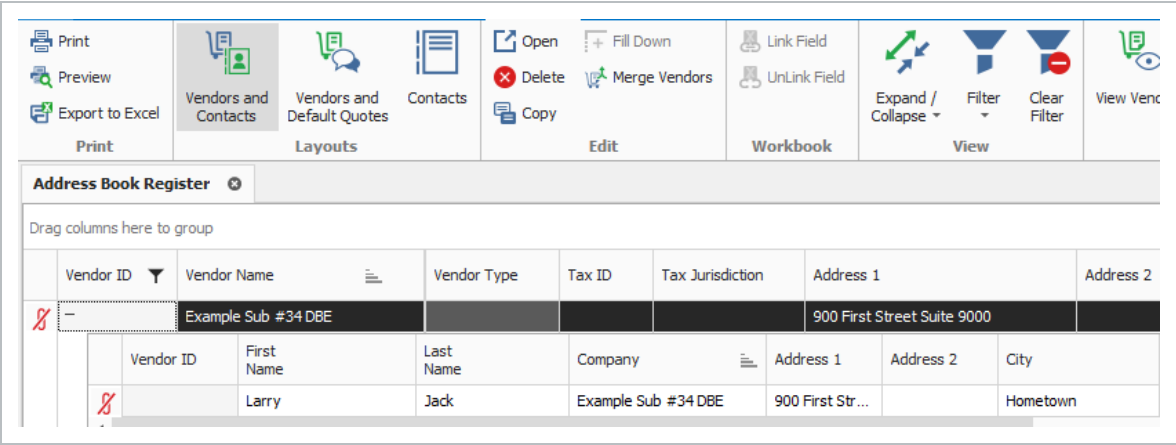 Print
Preview
Export to Excel
Print
Vendors and
Contacts
Vendors and
Default Quotes
Contacts
Layouts
Open
Delete
Copy
Fill Down
Merge Vendors
Edit
Link Field
UnLink Field
Workbook
Expand /
Collapse
Filter
Clear
Filter
View
View Venc
Address Book Register
Drag columns here to group
Vendor ID Vendor Name Vendor Type Tax ID Tax Jurisdiction Address 1 Address 2
– Example Sub #34 DBE 900 First Street Suite 9000
Vendor ID First Name Last Name Company Address 1 Address 2 City
Larry Jack Example Sub #34 DBE 900 First Str... Hometown